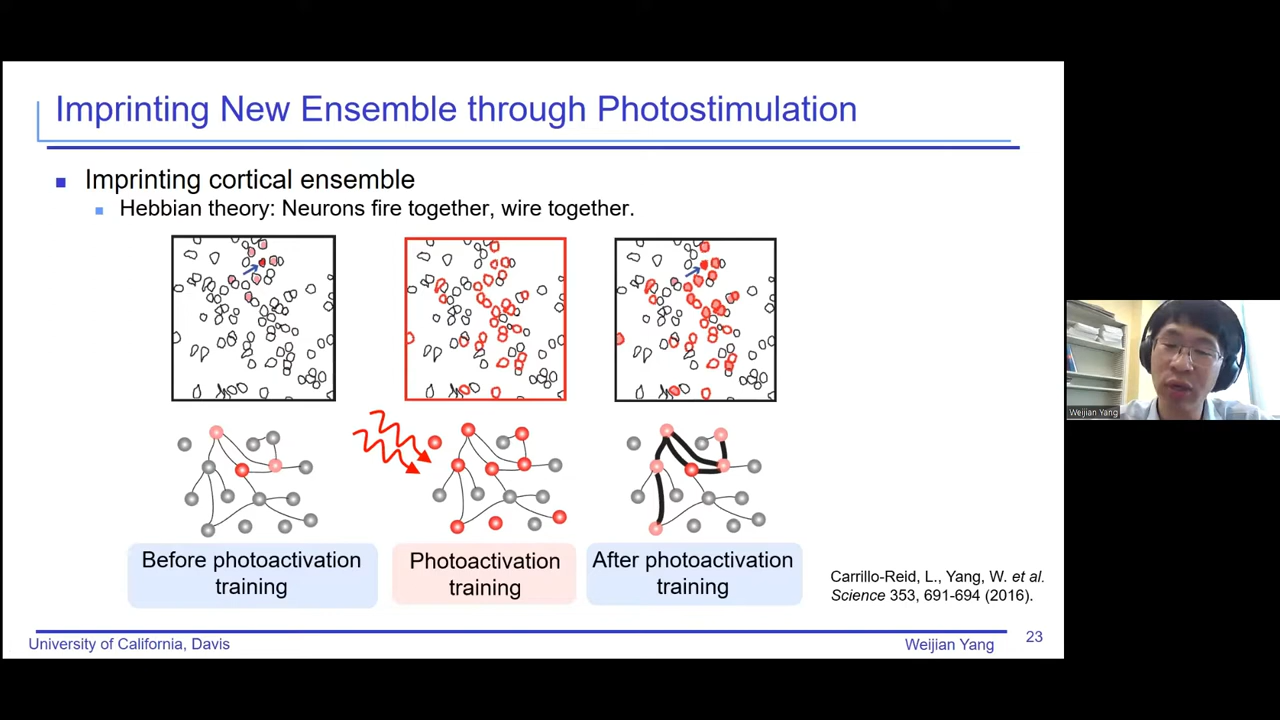 Imprinting New Ensemble through Photostimulation
Imprinting cortical ensemble
Hebbian theory: Neurons fire together, wire together.
Before photoactivation
training
Photoactivation
training
After photoactivation
training
Carrillo-Reid, L., Yang, W. et al.
Science 353, 691-694 (2016).
University of California, Davis
Weijian Yang
23
Weijian Yang